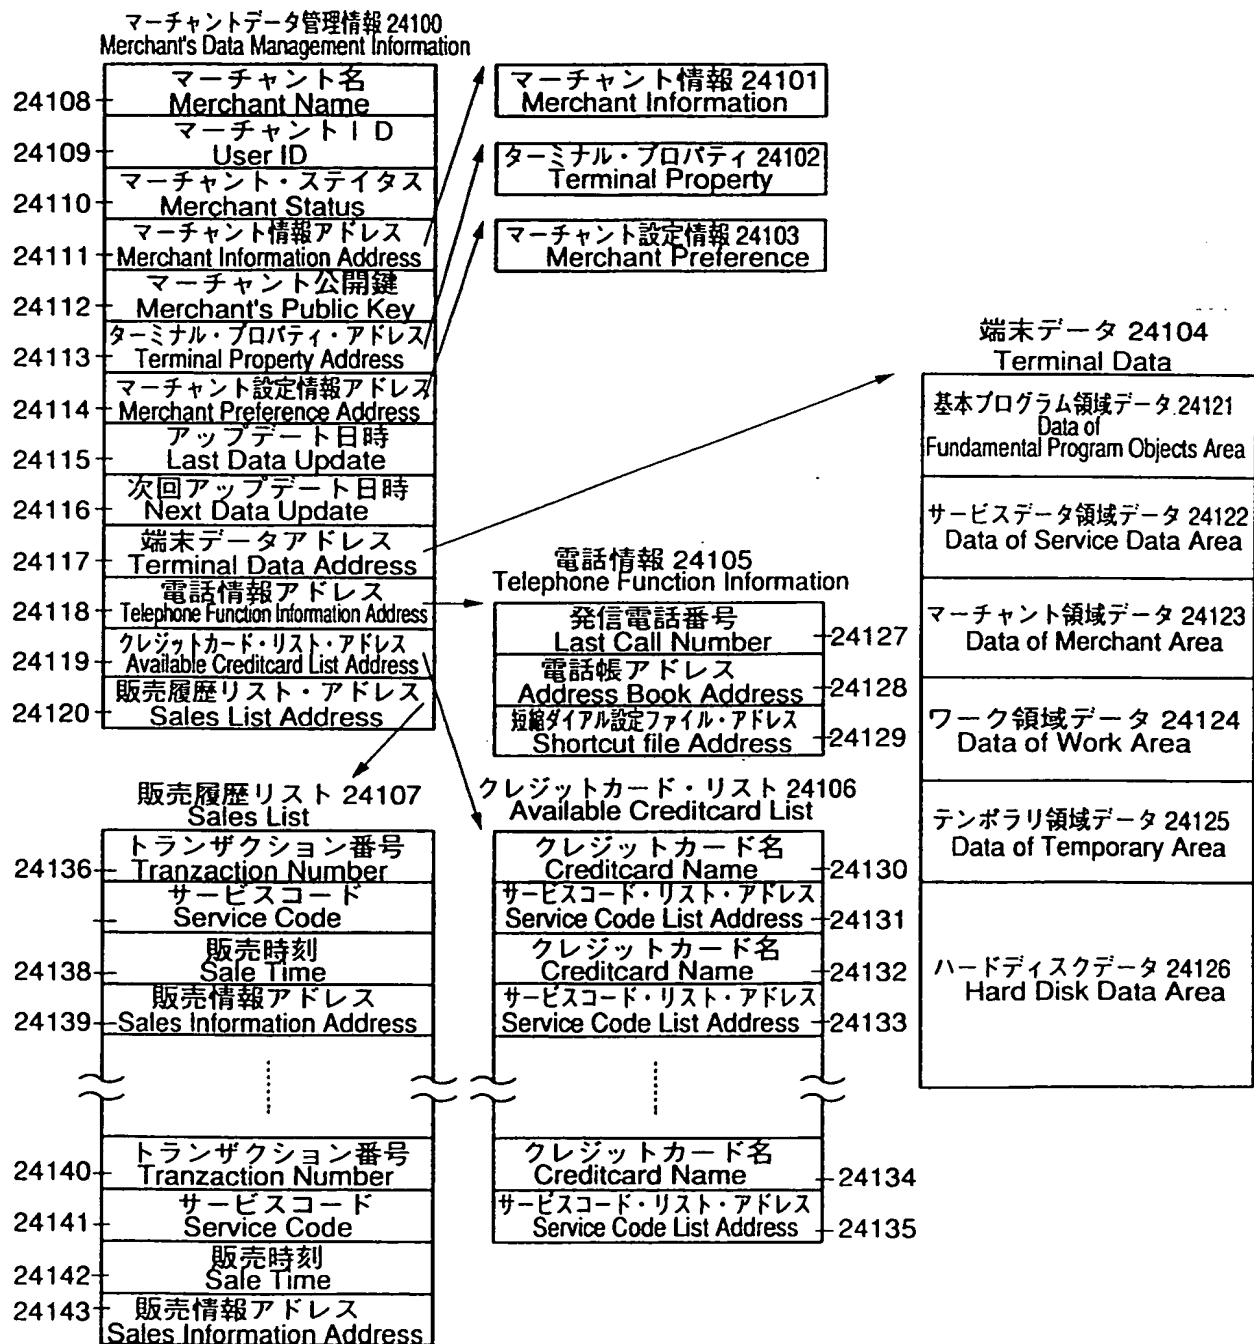 マーチャントデータ管理情報 24100
Merchant's Data Management Information
24108
マーチャント名
Merchant Name
24109
マーチャントID
User ID
24110
マーチャント・ステイタス
Merchant Status
24111
マーチャント情報アドレス
Merchant Information Address
24112
マーチャント公開鍵
Merchant's Public Key
24113
ターミナル・プロパティ・アドレス
Terminal Property Address
24114
マーチャント設定情報アドレス
Merchant Preference Address
24115
アップデート日時
Last Data Update
24116
次回アップデート日時
Next Data Update
24117
端末データアドレス
Terminal Data Address
24118
電話情報アドレス
Telephone Function Information Address
24119
クレジットカード・リスト・アドレス
Available Creditcard List Address
24120
販売履歴リスト・アドレス
Sales List Address
マーチャント情報 24101
Merchant Information
ターミナル・プロパティ 24102
Terminal Property
マーチャント設定情報 24103
Merchant Preference
端末データ 24104
Terminal Data
基本プログラム領域データ 24121
Data of
Fundamental Program Objects Area
サービスデータ領域データ 24122
Data of Service Data Area
マーチャント領域データ 24123
Data of Merchant Area
ワーク領域データ 24124
Data of Work Area
テンポラリ領域データ 24125
Data of Temporary Area
ハードディスクデータ 24126
Hard Disk Data Area
電話情報 24105
Telephone Function Information
発信電話番号
Last Call Number
24127
電話帳アドレス
Address Book Address
24128
短縮ダイアル設定ファイル・アドレス
Shortcut file Address
24129
販売履歴リスト 24107
Sales List
24136
トランザクション番号
Tranzaction Number
サービスコード
Service Code
24138
販売時刻
Sale Time
24139
販売情報アドレス
Sales Information Address
24140
トランザクション番号
Tranzaction Number
24141
サービスコード
Service Code
24142
販売時刻
Sale Time
24143
販売情報アドレス
Sales Information Address
クレジットカード・リスト 24106
Available Creditcard List
クレジットカード名
Creditcard Name
24130
サービスコード・リスト・アドレス
Service Code List Address
24131
クレジットカード名
Creditcard Name
24132
サービスコード・リスト・アドレス
Service Code List Address
24133
クレジットカード名
Creditcard Name
24134
サービスコード・リスト・アドレス
Service Code List Address
24135